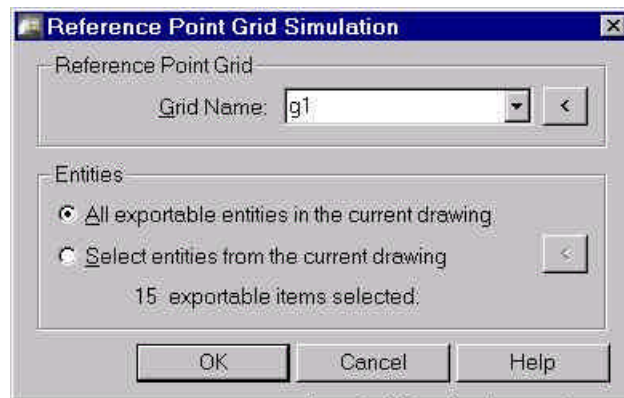 Reference Point Grid Simulation
Reference Point Grid
Grid Name: g1 <
Entities
All exportable entities in the current drawing
Select entities from the current drawing <
15 exportable items selected.
OK Cancel Help